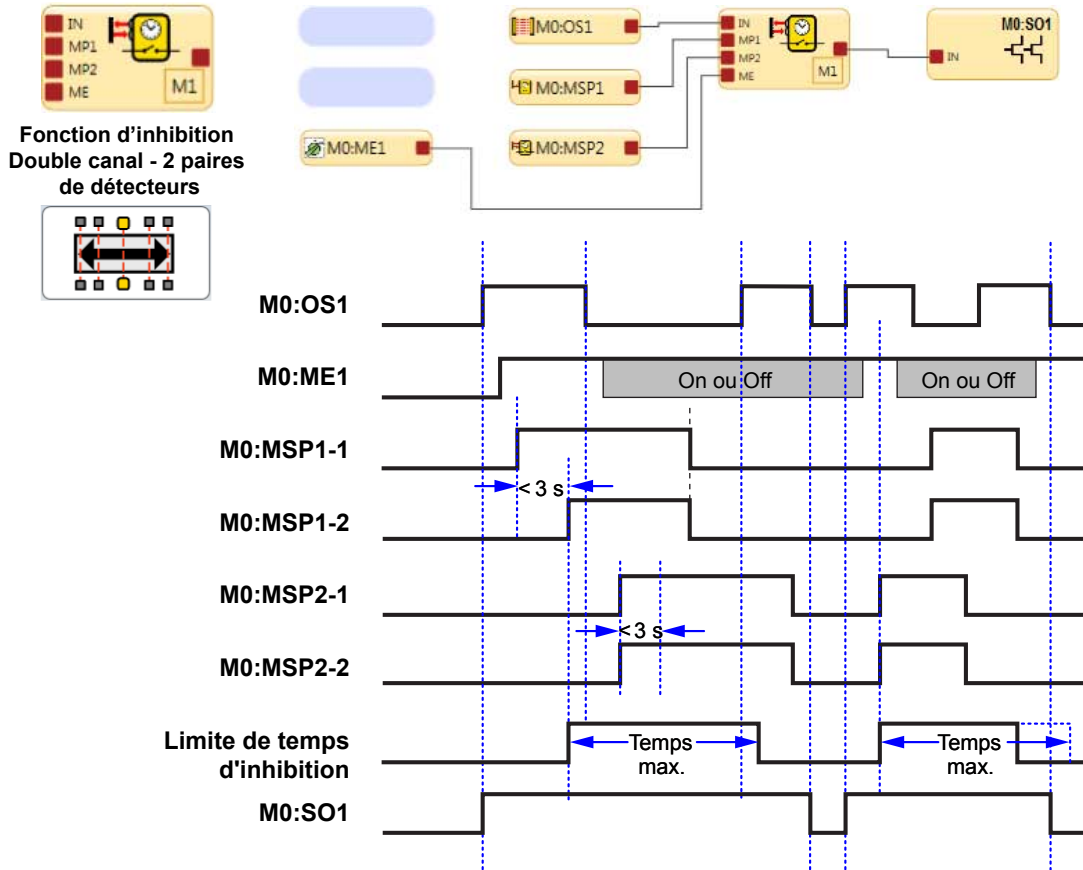 IN
MP1
MP2
ME
M1
Fonction d’inhibition
Double canal - 2 paires
de détecteurs
M0:OS1
M0:MSP1
M0:ME1
M0:MSP2
IN
MP1
MP2
ME
M1
M0:SO1
IN
M0:OS1
M0:ME1
On ou Off
On ou Off
M0:MSP1-1
< 3 s
M0:MSP1-2
M0:MSP2-1
< 3 s
M0:MSP2-2
Limite de temps
d'inhibition
Temps
max.
Temps
max.
M0:SO1